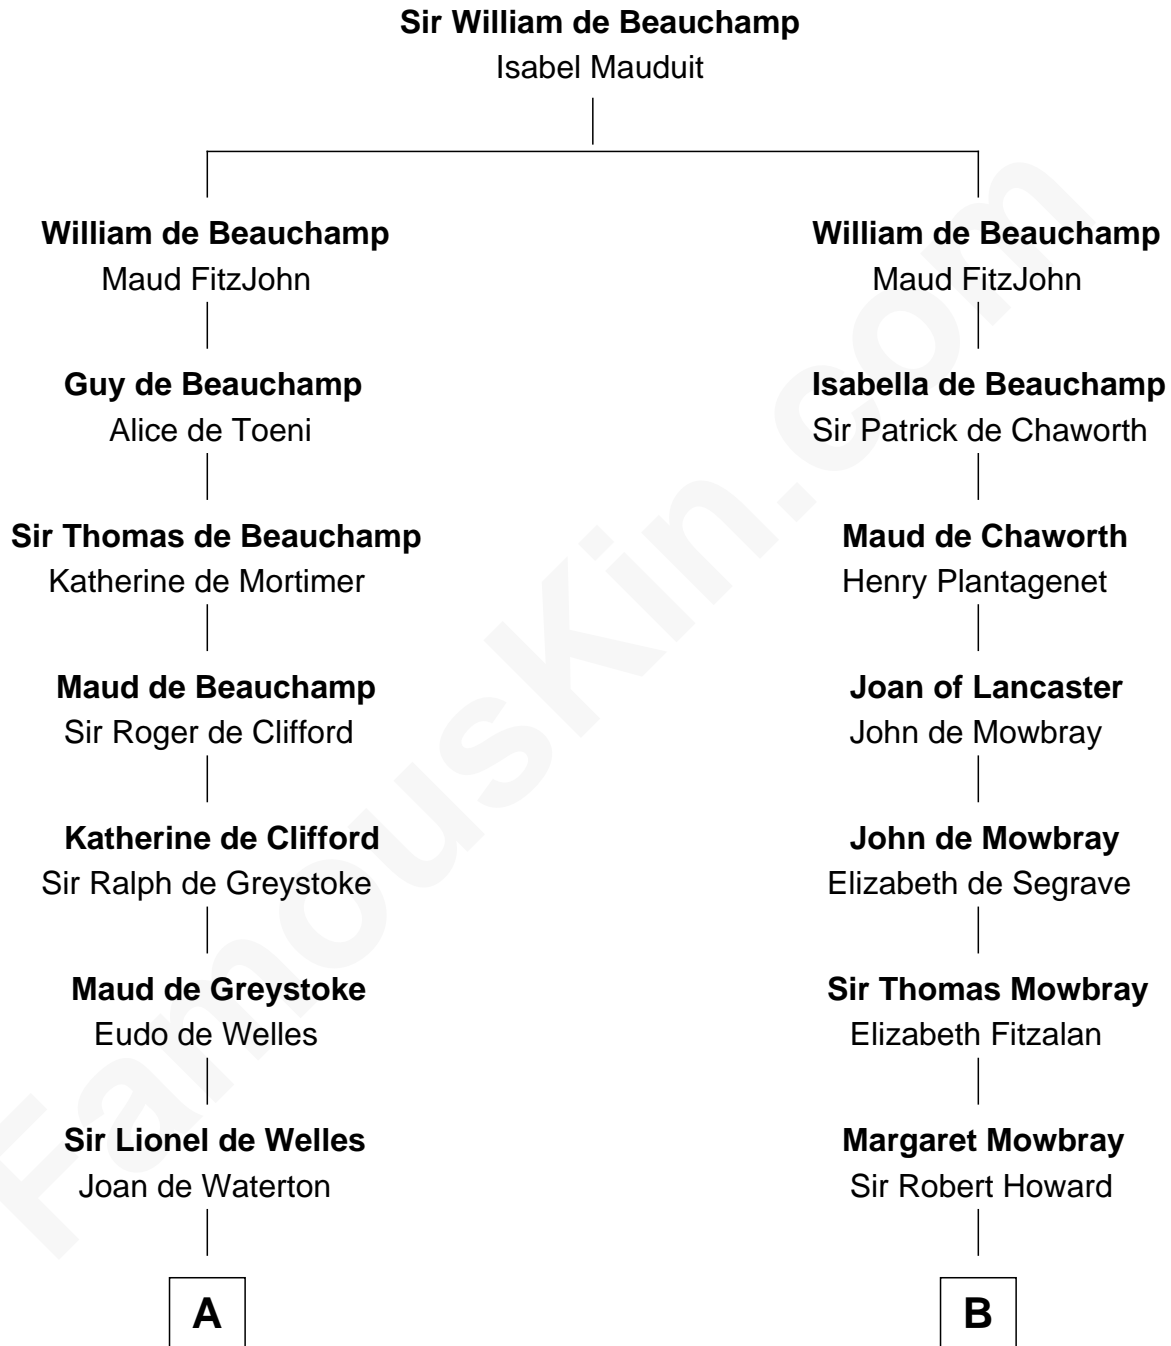 Sir William de Beauchamp
Isabel Mauduit
William de Beauchamp
Maud FitzJohn
Guy de Beauchamp
Alice de Toeni
Sir Thomas de Beauchamp
Katherine de Mortimer
Maud de Beauchamp
Sir Roger de Clifford
Katherine de Clifford
Sir Ralph de Greystoke
Maud de Greystoke
Eudo de Welles
Sir Lionel de Welles
Joan de Waterton
A
William de Beauchamp
Maud FitzJohn
Isabella de Beauchamp
Sir Patrick de Chaworth
Maud de Chaworth
Henry Plantagenet
Joan of Lancaster
John de Mowbray
John de Mowbray
Elizabeth de Segrave
Sir Thomas Mowbray
Elizabeth Fitzalan
Margaret Mowbray
Sir Robert Howard
B
FamousKin.com